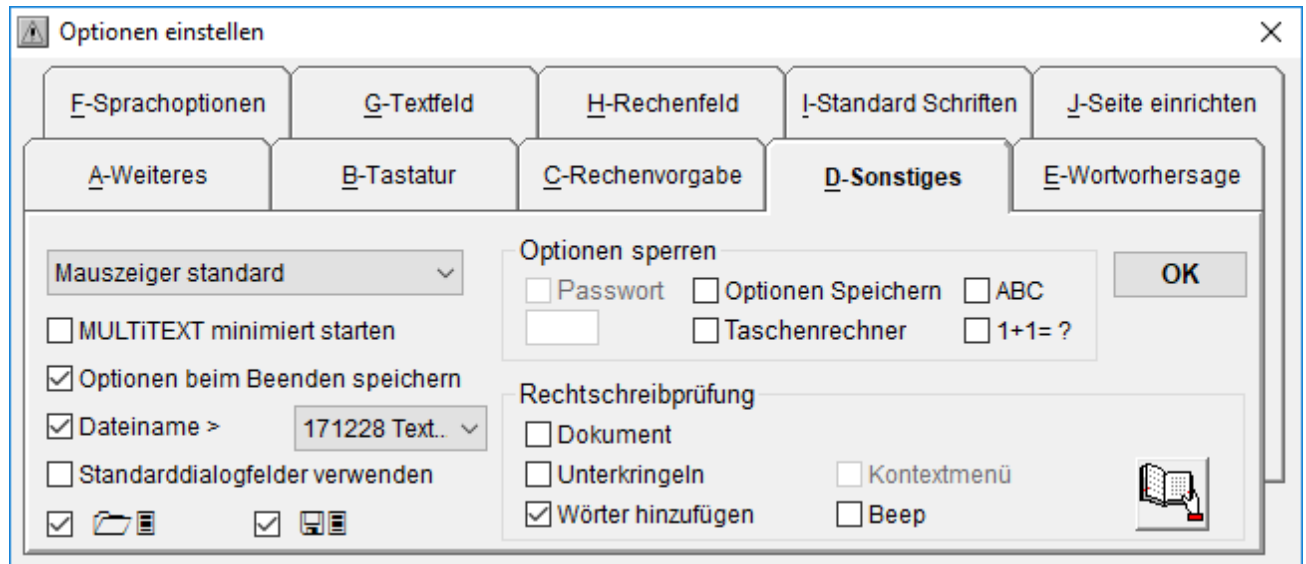 Optionen einstellen
F-Sprachoptionen
G-Textfeld
H-Rechenfeld
I-Standard Schriften
J-Seite einrichten
A-Weiteres
B-Tastatur
C-Rechenvorgabe
D-Sonstiges
E-Wortvorhersage
Mauszeiger standard
MULTiTEXT minimiert starten
Optionen beim Beenden speichern
Dateiname >
171228 Text..
Standarddialogfelder verwenden
Optionen sperren
Passwort
Optionen Speichern
ABC
Taschenrechner
1+1= ?
OK
Rechtschreibprüfung
Dokument
Unterkringeln
Kontextmenü
Wörter hinzufügen
Beep